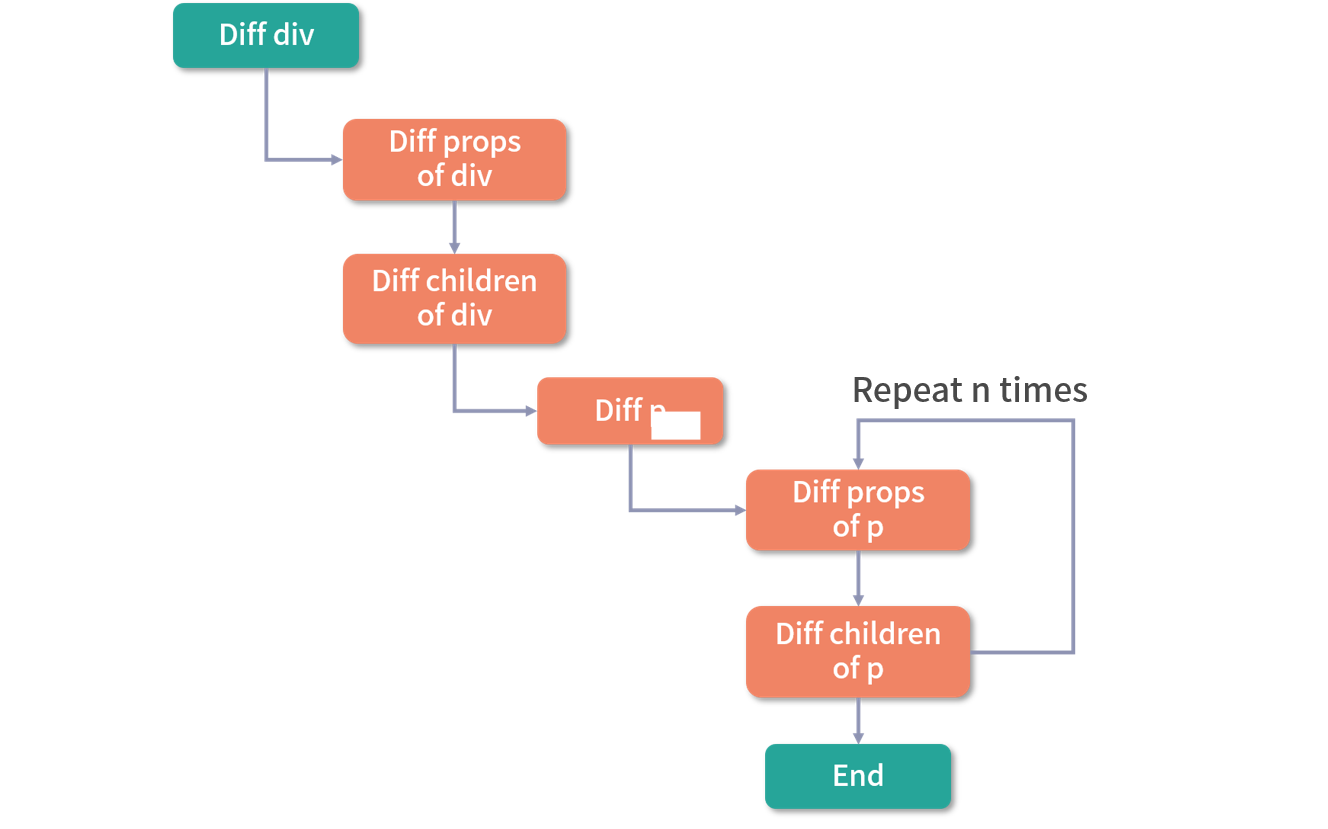 Diff div
Diff props
of div
Diff children
of div
Diff
Repeat n times
Diff props
of p
Diff children
of p
End